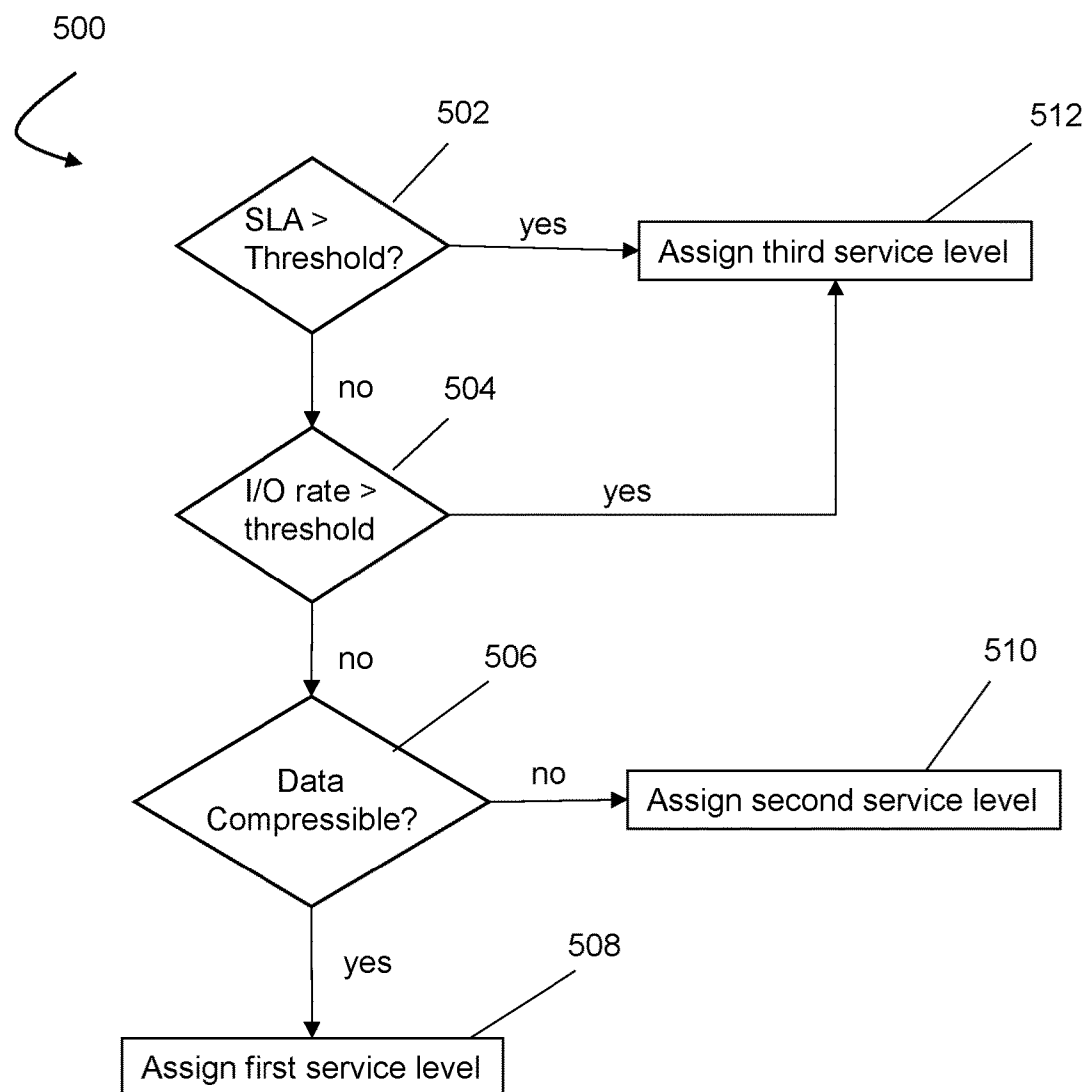 500
502
512
SLA >
Threshold?
yes
Assign third service level
no
504
I/O rate >
threshold
yes
no
506
510
Data
Compressible?
no
Assign second service level
yes
508
Assign first service level